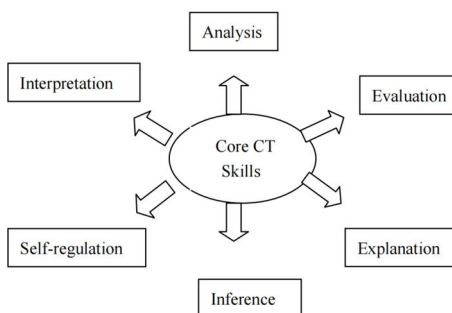 Analysis
Interpretation
Evaluation
Core CT
Skills
Self-regulation
Explanation
Inference